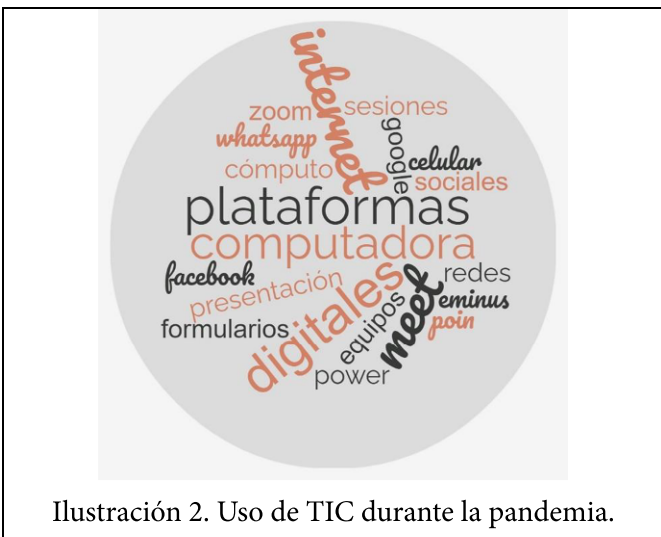 internet
zoom
sesiones
whatsapp
google
celular
cómputo
sociales
plataformas
computadora
facebook
redes
presentación
eminus
formularios
digitales
equipos
meet
poin
power
Ilustración 2. Uso de TIC durante la pandemia.